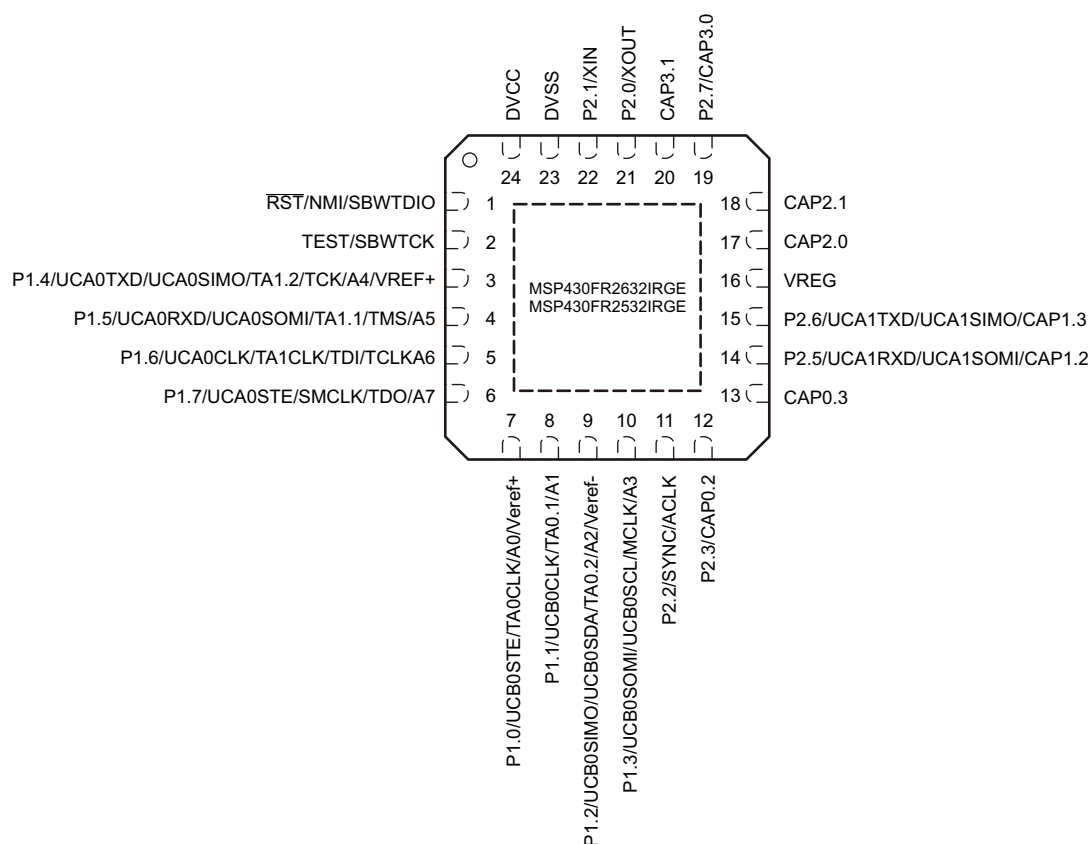 DVCC
DVSS
P2.1/XIN
P2.0/XOUT
CAP3.1
P2.7/CAP3.0
24
23
22
21
20
19
RST/NMI/SBWTDIO
1
18
CAP2.1
TEST/SBWTCK
2
17
CAP2.0
P1.4/UCA0TXD/UCA0SIMO/TA1.2/TCK/A4/VREF+
3
16
VREG
MSP430FR2632IRGE
MSP430FR2532IRGE
P1.5/UCA0RXD/UCA0SOMI/TA1.1/TMS/A5
4
15
P2.6/UCA1TXD/UCA1SIMO/CAP1.3
P1.6/UCA0CLK/TA1CLK/TDI/TCLKA6
5
14
P2.5/UCA1RXD/UCA1SOMI/CAP1.2
P1.7/UCA0STE/SMCLK/TDO/A7
6
13
CAP0.3
7
8
9
10
11
12
P1.0/UCB0STE/TA0CLK/A0/Veref+
P1.1/UCB0CLK/TA0.1/A1
P1.2/UCB0SIMO/UCB0SDA/TA0.2/A2/Veref-
P1.3/UCB0SOMI/UCB0SCL/MCLK/A3
P2.2/SYNC/ACLK
P2.3/CAP0.2